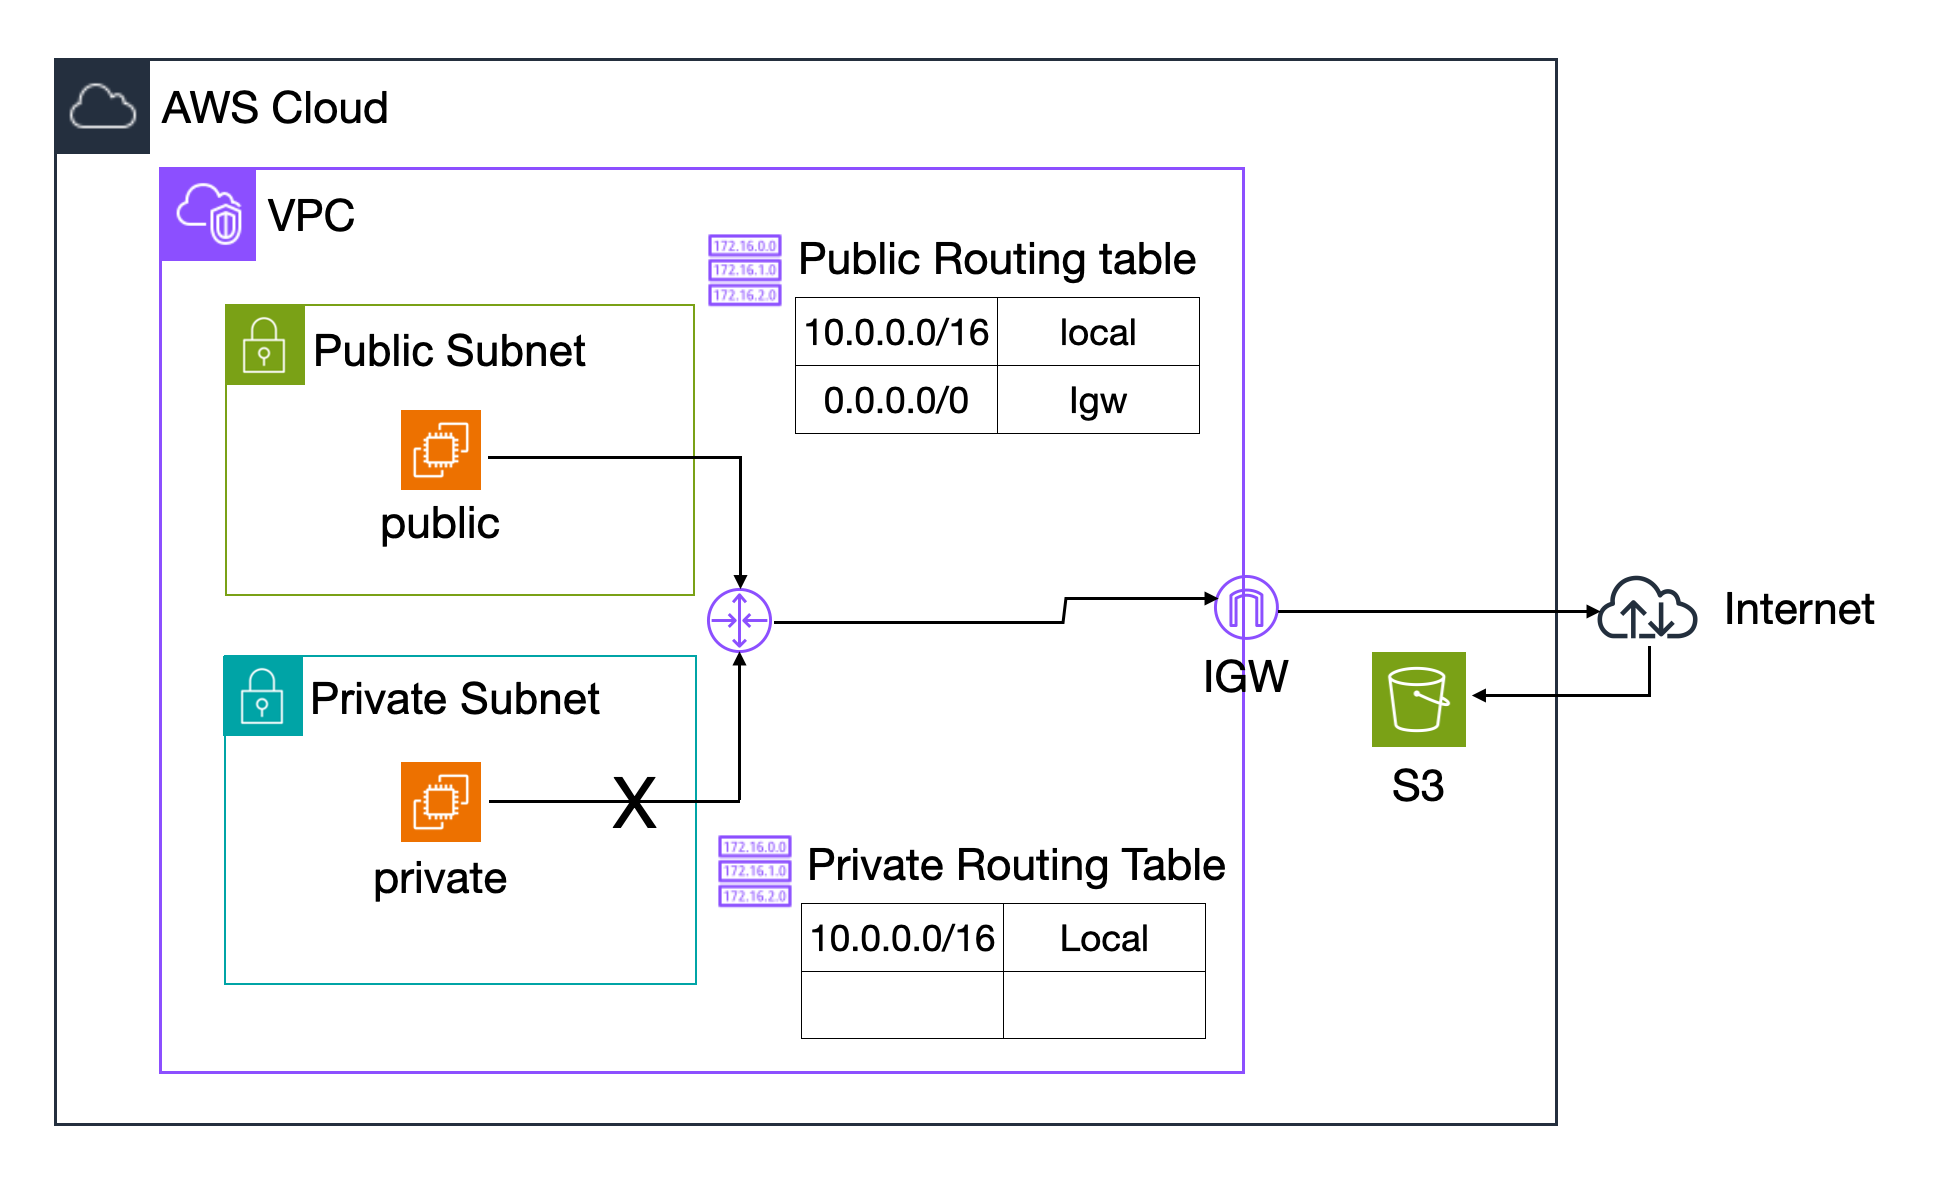 AWS Cloud
VPC
172.16.0.0
172.16.1.0
172.16.2.0
Public Routing table
10.0.0.0/16 local
0.0.0.0/0 Igw
Public Subnet
public
Private Subnet
X
private
IGW
Internet
S3
172.16.0.0
172.16.1.0
172.16.2.0
Private Routing Table
10.0.0.0/16 Local